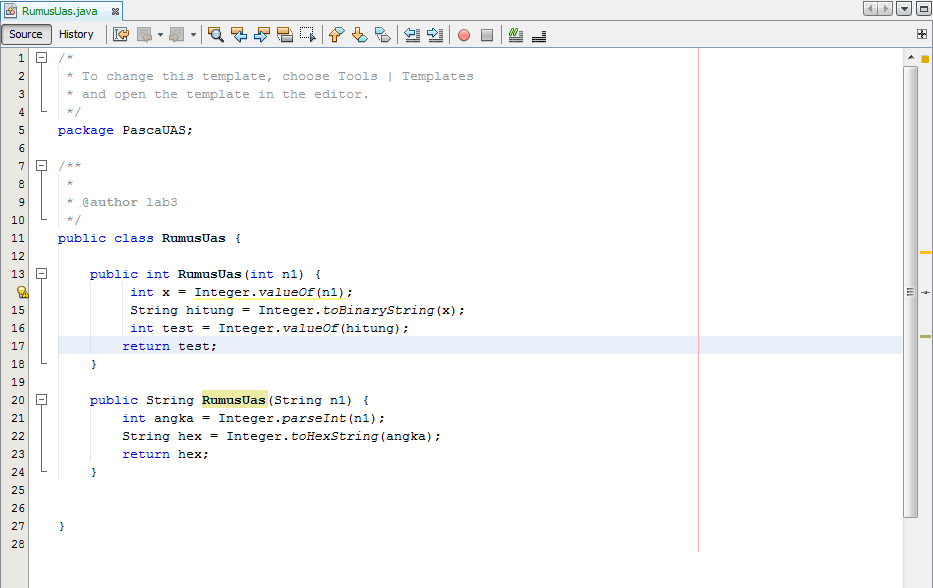 RumusUas.java
Source History
1 /*
2 * To change this template, choose Tools | Templates
3 * and open the template in the editor.
4 */
5 package PascaUAS;
6
7 /**
8 *
9 * @author lab3
10 */
11 public class RumusUas {
12
13 public int RumusUas(int n1) {
int x = Integer.valueOf(n1);
15 String hitung = Integer.toBinaryString(x);
16 int test = Integer.valueOf(hitung);
17 return test;
18 }
19
20 public String RumusUas(String n1) {
21 int angka = Integer.parseInt(n1);
22 String hex = Integer.toHexString(angka);
23 return hex;
24 }
25
26
27 }
28